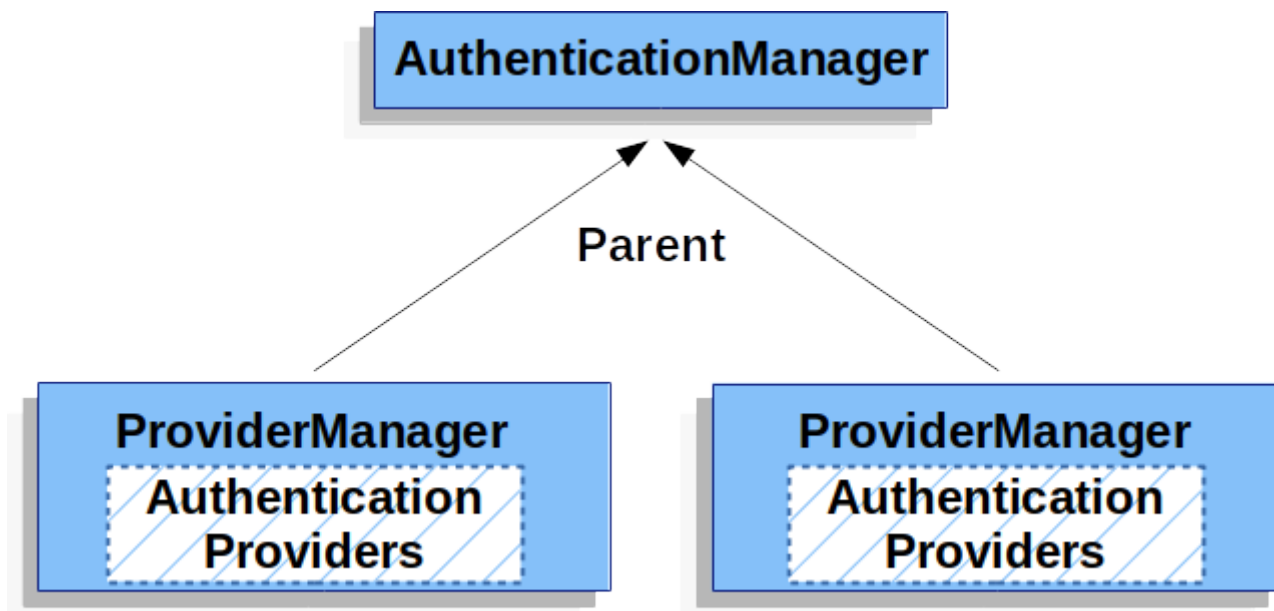 AuthenticationManager
Parent
ProviderManager
Authentication
Providers
ProviderManager
Authentication
Providers